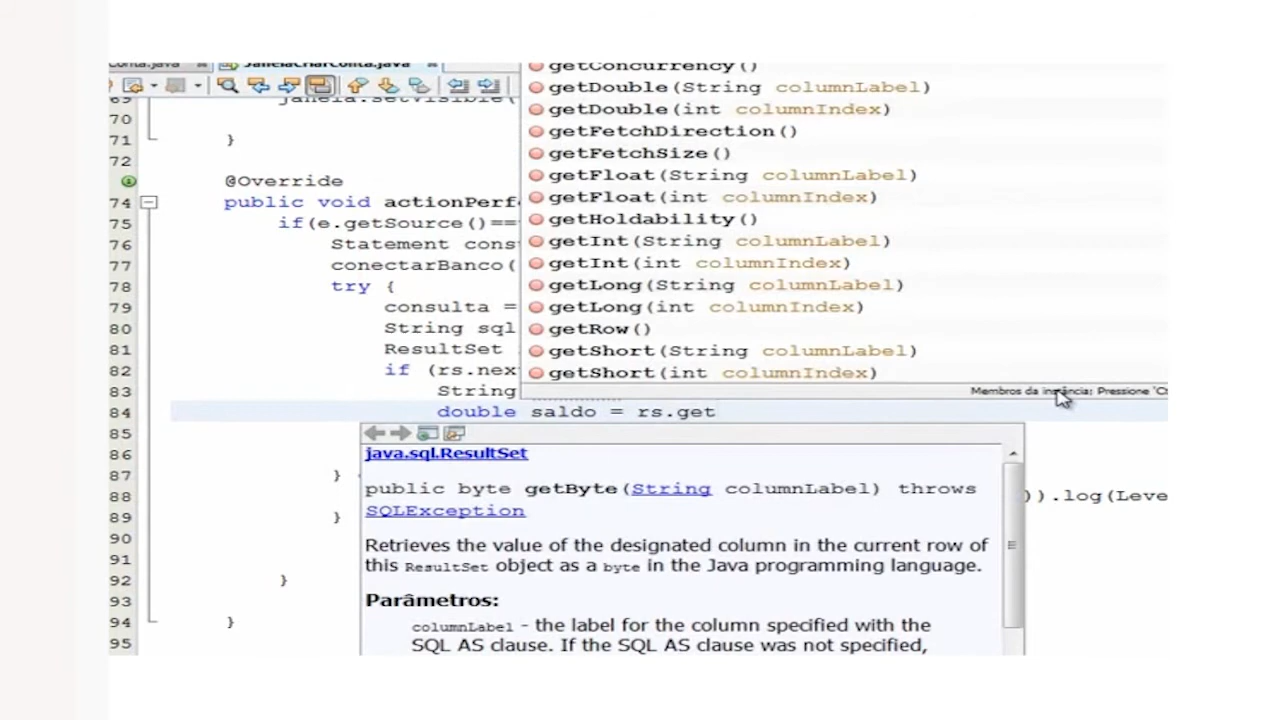 JanelaCriarConta.java
getConcurrency()
getDouble(String columnLabel)
getDouble(int columnIndex)
getFetchDirection()
getFetchSize()
getFloat(String columnLabel)
getFloat(int columnIndex)
getHoldability()
getInt(String columnLabel)
getInt(int columnIndex)
getLong(String columnLabel)
getLong(int columnIndex)
getRow()
getShort(String columnLabel)
getShort(int columnIndex)
Membros da instância; Pressione 'C
69 janela.setVisible(
70
71 }
72
@Override
74 public void actionPerf
75 if(e.getSource()==
76 Statement cons
77 conectarBanco(
78 try {
79 consulta =
80 String sql
81 ResultSet
82 if (rs.nex
83 String
84 double saldo = rs.get
85
86
87 }
88 )).log(Leve
89 }
90
91
92 }
93
94 }
95
java.sql.ResultSet
public byte getByte(String columnLabel) throws
SQLException
Retrieves the value of the designated column in the current row of
this ResultSet object as a byte in the Java programming language.
Parâmetros:
columnLabel - the label for the column specified with the
SQL AS clause. If the SQL AS clause was not specified,